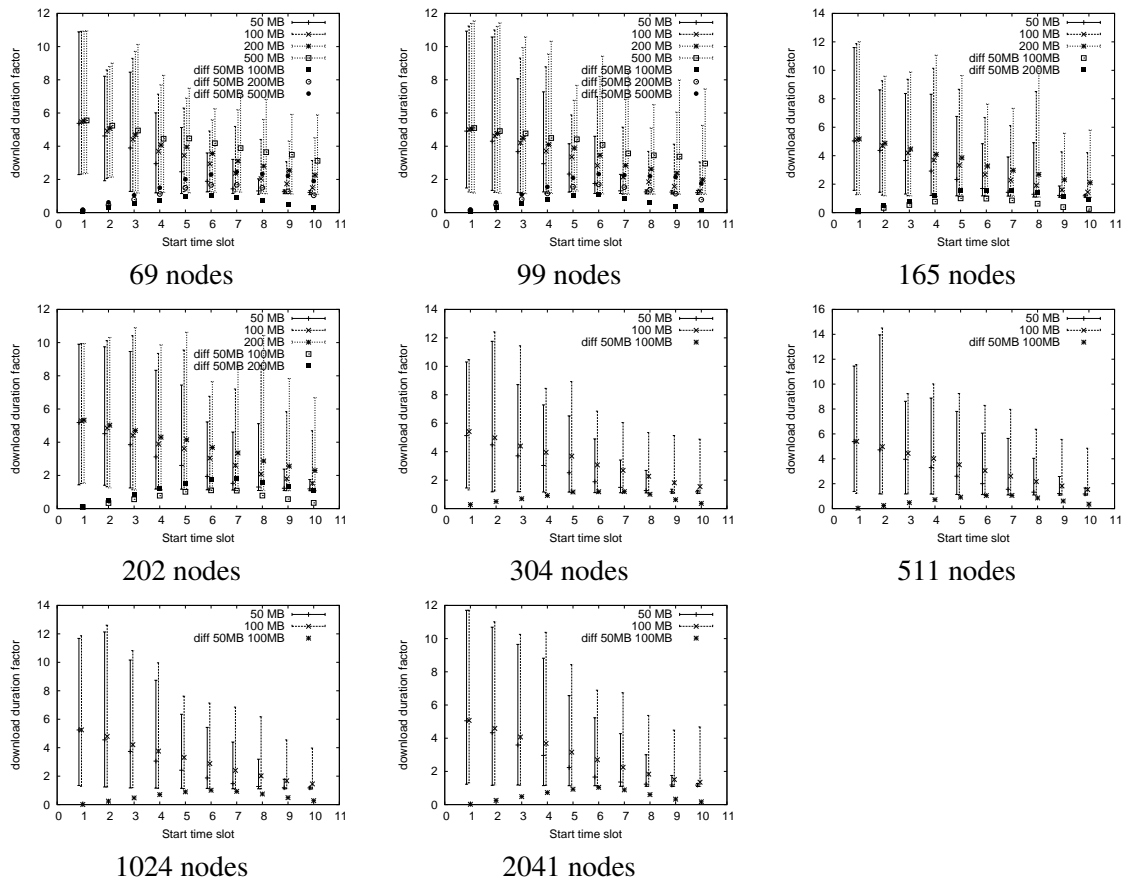 12
10
8
6
4
2
0
0 1 2 3 4 5 6 7 8 9 10 11
download duration factor
Start time slot
50 MB
100 MB
200 MB
500 MB
diff 50MB 100MB
diff 50MB 200MB
diff 50MB 500MB
69 nodes
12
10
8
6
4
2
0
0 1 2 3 4 5 6 7 8 9 10 11
download duration factor
Start time slot
50 MB
100 MB
200 MB
500 MB
diff 50MB 100MB
diff 50MB 200MB
diff 50MB 500MB
99 nodes
14
12
10
8
6
4
2
0
0 1 2 3 4 5 6 7 8 9 10 11
download duration factor
Start time slot
50 MB
100 MB
200 MB
diff 50MB 100MB
diff 50MB 200MB
165 nodes
12
10
8
6
4
2
0
0 1 2 3 4 5 6 7 8 9 10 11
download duration factor
Start time slot
50 MB
100 MB
200 MB
diff 50MB 100MB
diff 50MB 200MB
202 nodes
14
12
10
8
6
4
2
0
0 1 2 3 4 5 6 7 8 9 10 11
download duration factor
Start time slot
50 MB
100 MB
diff 50MB 100MB
304 nodes
16
14
12
10
8
6
4
2
0
0 1 2 3 4 5 6 7 8 9 10 11
download duration factor
Start time slot
50 MB
100 MB
diff 50MB 100MB
511 nodes
14
12
10
8
6
4
2
0
0 1 2 3 4 5 6 7 8 9 10 11
download duration factor
Start time slot
50 MB
100 MB
diff 50MB 100MB
1024 nodes
12
10
8
6
4
2
0
0 1 2 3 4 5 6 7 8 9 10 11
download duration factor
Start time slot
50 MB
100 MB
diff 50MB 100MB
2041 nodes